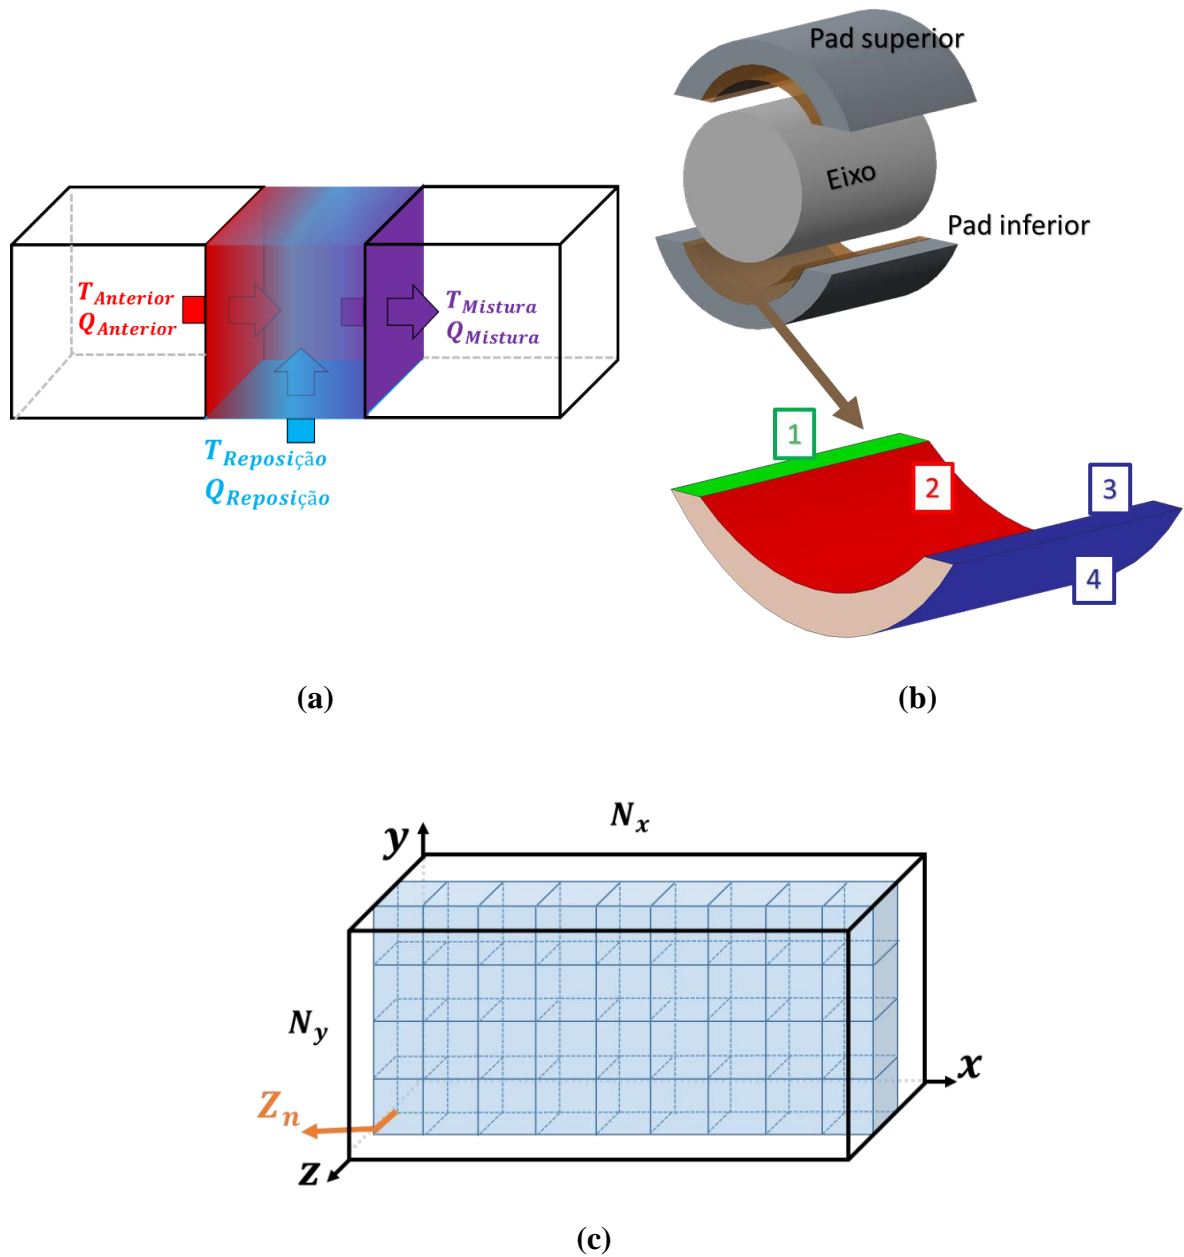 Pad superior
Eixo
Pad inferior
T_Anterior
Q_Anterior
T_Mistura
Q_Mistura
T_Reposição
Q_Reposição
1
2
3
4
(a)
(b)
N_x
y
N_y
x
Z_n
z
(c)